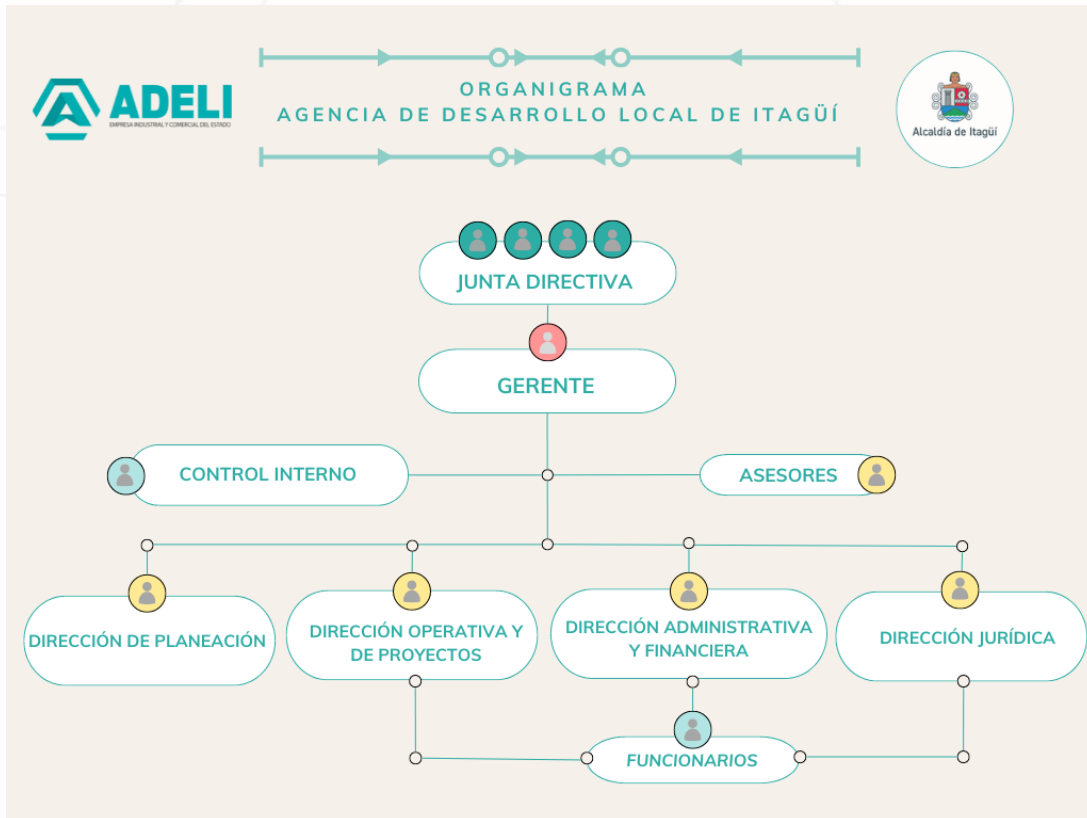 ORGANIGRAMA
AGENCIA DE DESARROLLO LOCAL DE ITAGÜÍ
ADELI
EMPRESA INDUSTRIAL Y COMERCIAL DEL ESTADO
Alcaldía de Itagüí
JUNTA DIRECTIVA
GERENTE
CONTROL INTERNO
ASESORES
DIRECCIÓN DE PLANEACIÓN
DIRECCIÓN OPERATIVA Y
DE PROYECTOS
DIRECCIÓN ADMINISTRATIVA
Y FINANCIERA
DIRECCIÓN JURÍDICA
FUNCIONARIOS